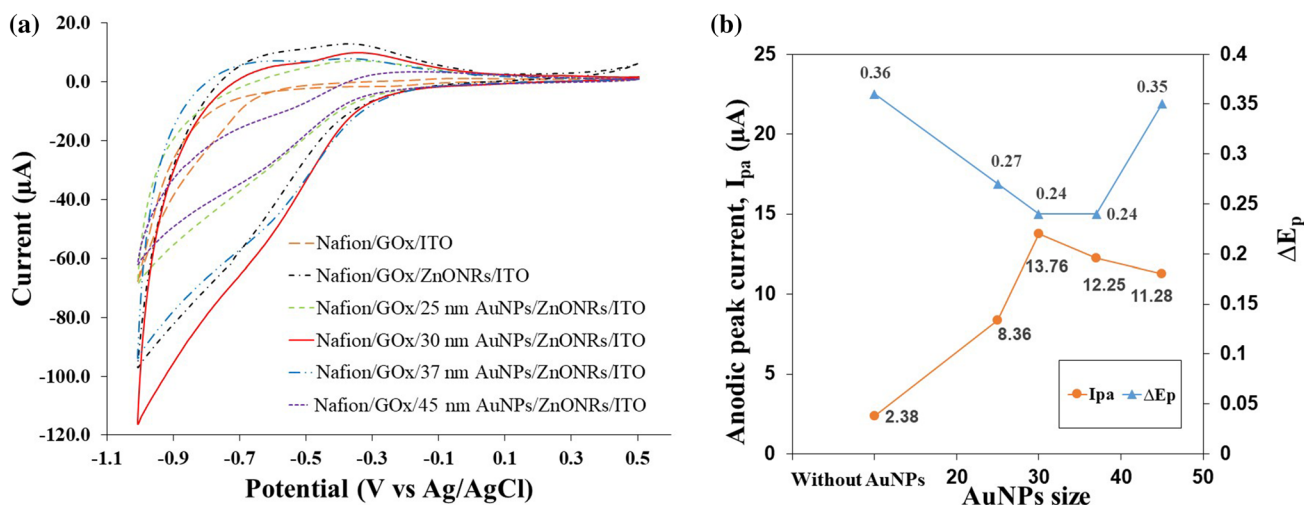 (a)
20.0
0.0
-20.0
-40.0
-60.0
-80.0
-100.0
-120.0
Current (µA)
Nafion/GOx/ITO
Nafion/GOx/ZnONRs/ITO
Nafion/GOx/25 nm AuNPs/ZnONRs/ITO
Nafion/GOx/30 nm AuNPs/ZnONRs/ITO
Nafion/GOx/37 nm AuNPs/ZnONRs/ITO
Nafion/GOx/45 nm AuNPs/ZnONRs/ITO
-1.1 -0.9 -0.7 -0.5 -0.3 -0.1 0.1 0.3 0.5
Potential (V vs Ag/AgCl)
(b)
25
20
15
10
5
0
Anodic peak current, Ipa (µA)
0.36
0.27
0.24
0.24
0.35
2.38
8.36
13.76
12.25
11.28
Ipa ΔEp
0.4
0.35
0.3
0.25
0.2
0.15
0.1
0.05
0
ΔEp
Without AuNPs 20 30 40 50
AuNPs size